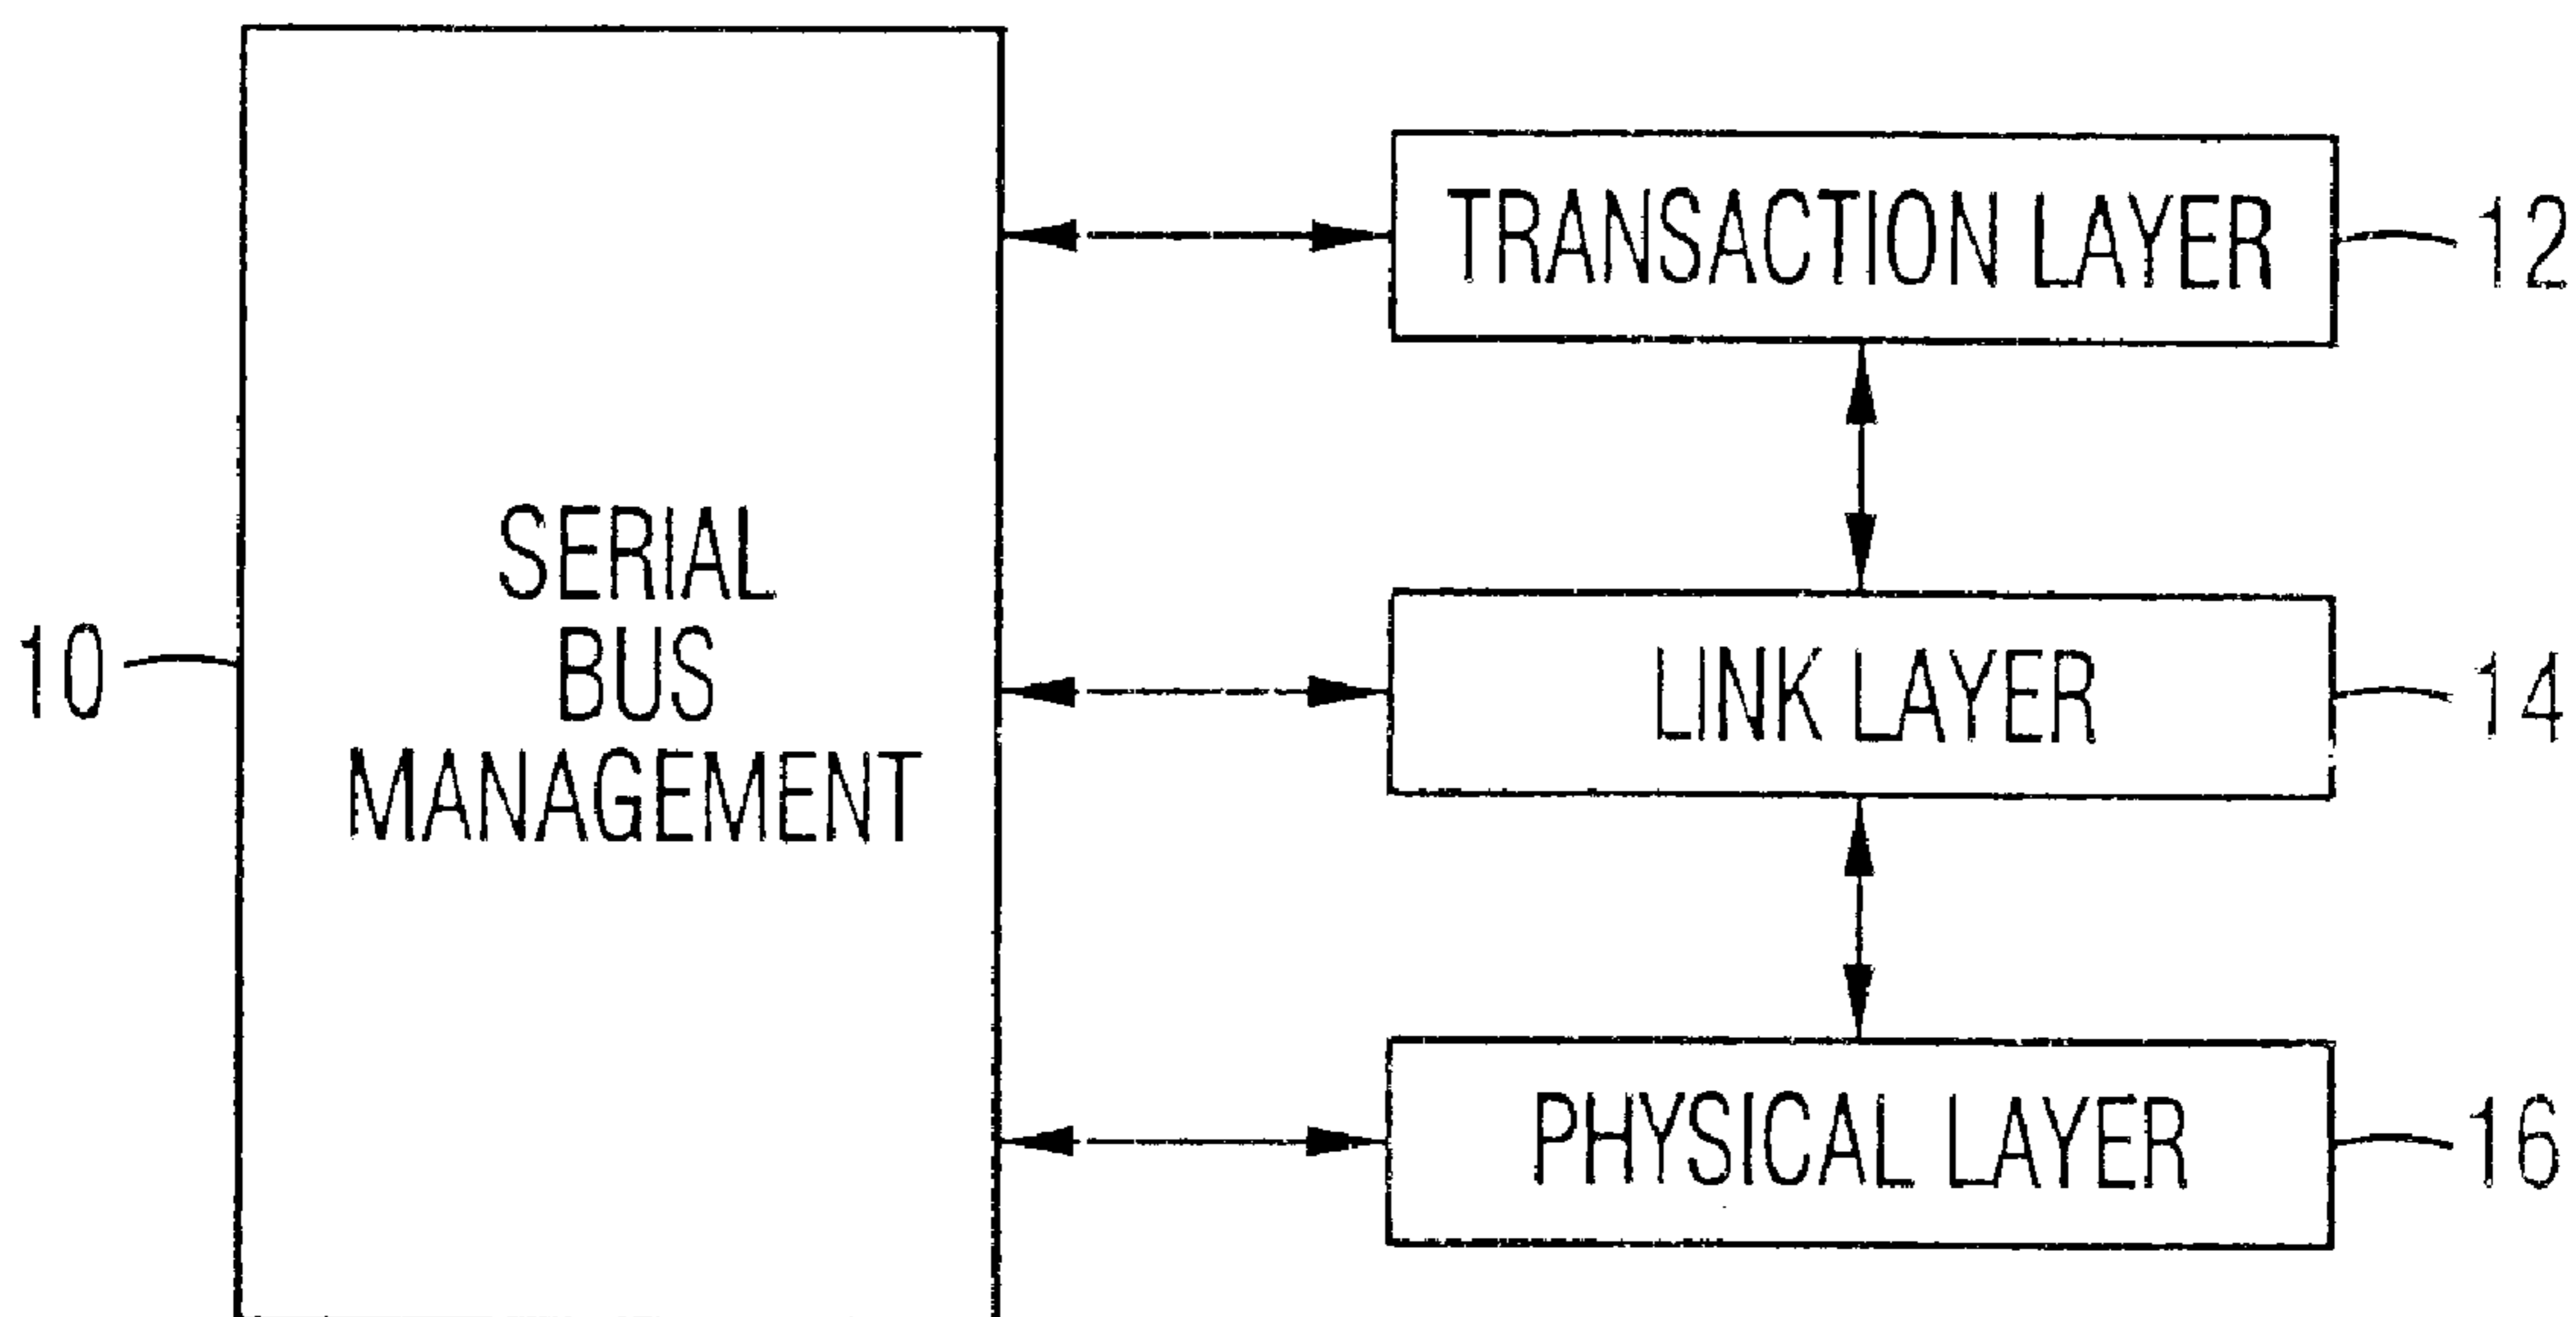 TRANSACTION LAYER
12
SERIAL
BUS
MANAGEMENT
10
LINK LAYER
14
PHYSICAL LAYER
16